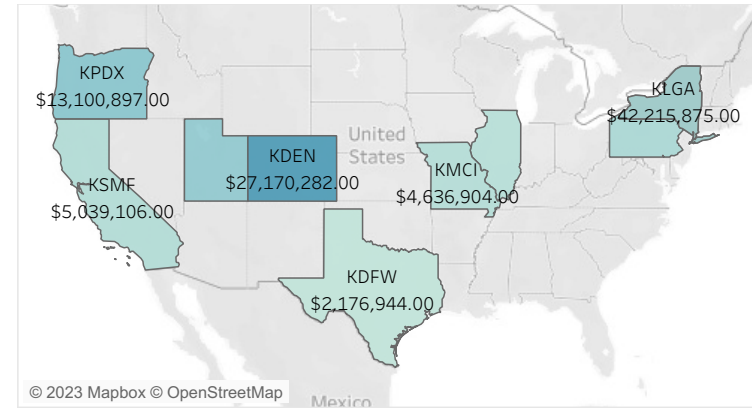 KPDX
$13,100,897.00
KLGA
$42,215,875.00
United
States
KDEN
$27,170,282.00
KMCI
$4,636,904.00
KSMF
$5,039,106.00
KDFW
$2,176,944.00
© 2023 Mapbox © OpenStreetMap
Mexico